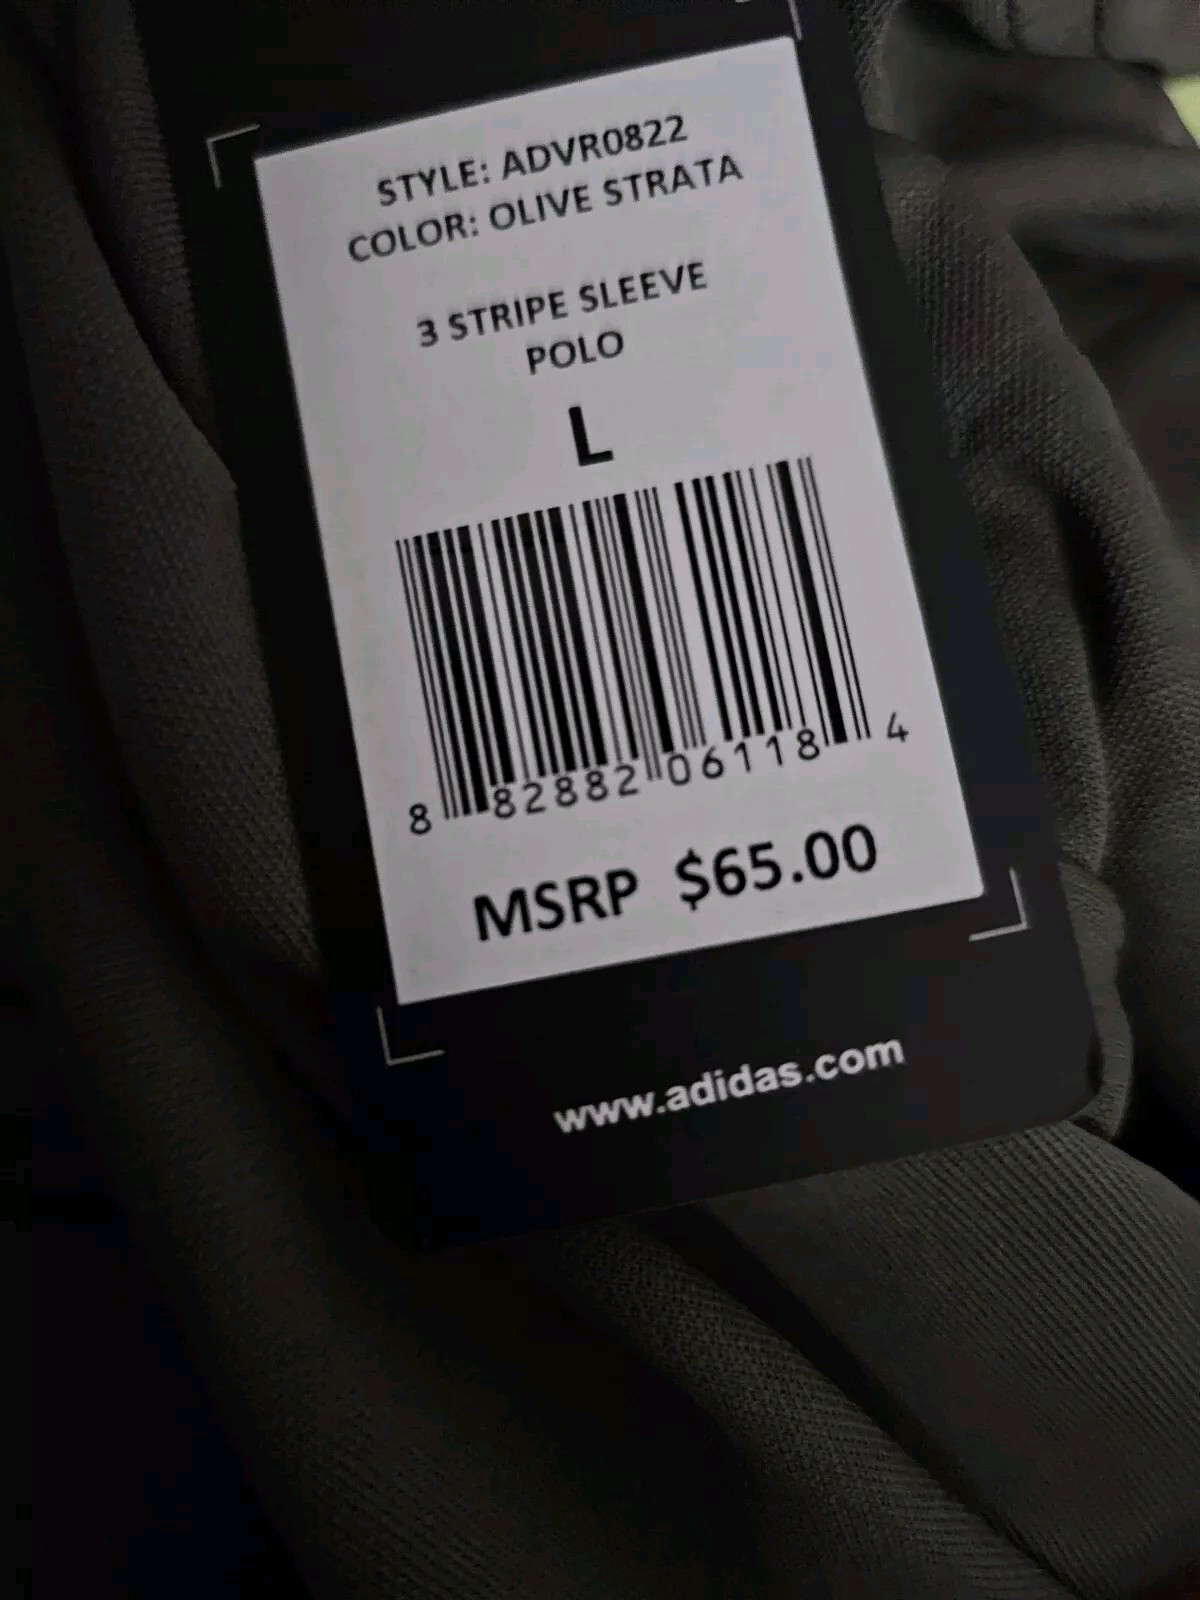 STYLE: ADVR0822
COLOR: OLIVE STRATA
3 STRIPE SLEEVE
POLO
L
8 82882 06118 4
MSRP $65.00
www.adidas.com